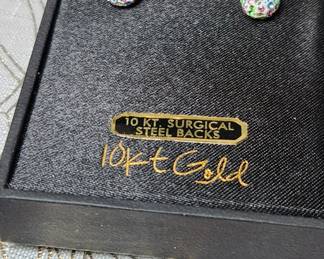 10 KT. SURGICAL
STEEL BACKS
10kt Gold